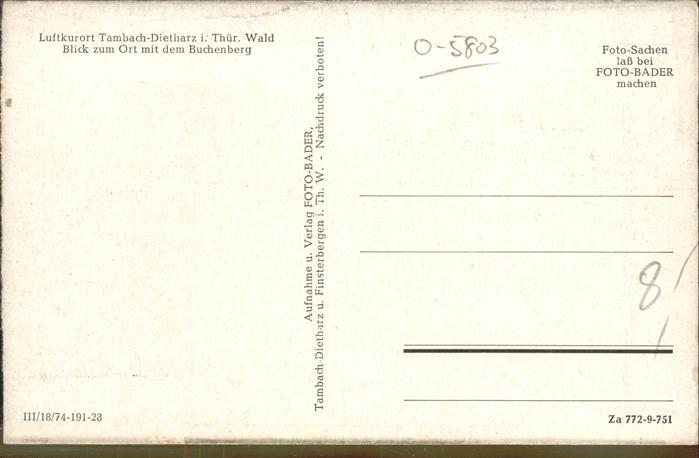 Luftkurort Tambach-Dietharz i. Thür. Wald
Blick zum Ort mit dem Buchenberg
O-5803
Foto-Sachen
laß bei
FOTO-BADER
machen
Aufnahme u. Verlag FOTO-BADER,
Tambach-Dietharz u. Finsterbergen i. Th. W. - Nachdruck verboten!
8
III/18/74-191-28
Za 772-9-751